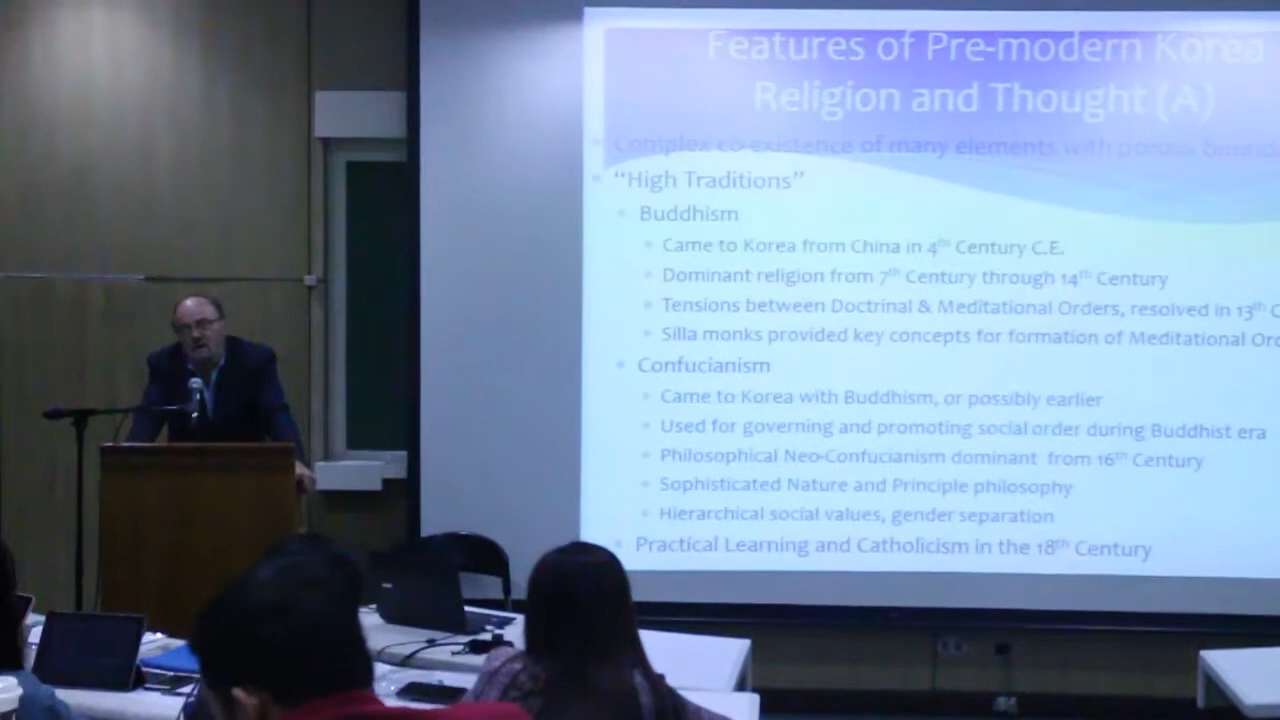 Features of Pre-modern Korea
Religion and Thought (A)
Complex co-existence of many elements with porous
"High Traditions"
Buddhism
Came to Korea from China in 4th Century C.E.
Dominant religion from 7th Century through 14th Century
Tensions between Doctrinal & Meditational Orders, resolved in 13th C
Silla monks provided key concepts for formation of Meditational
Confucianism
Came to Korea with Buddhism, or possibly earlier
Used for governing and promoting social order during Buddhist era
Philosophical Neo-Confucianism dominant from 16th Century
Sophisticated Nature and Principle philosophy
Hierarchical social values, gender separation
Practical Learning and Catholicism in the 18th Century